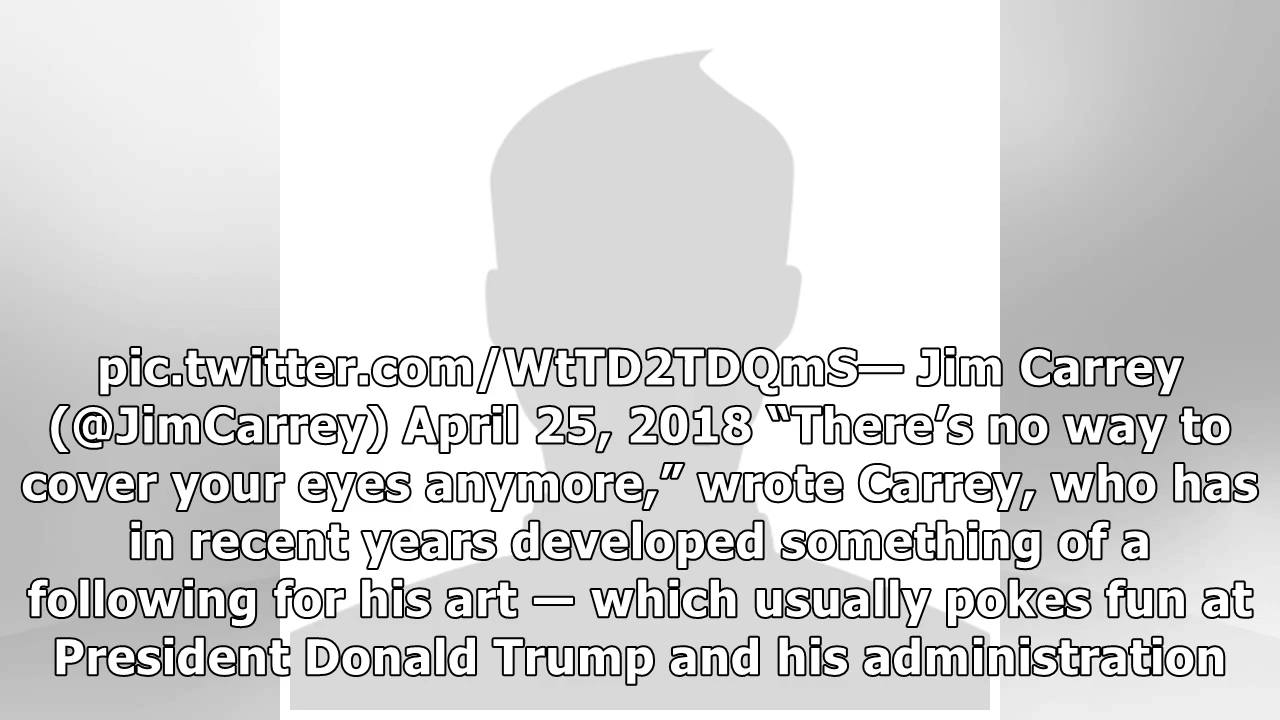 pic.twitter.com/WtTD2TDQmS— Jim Carrey
(@JimCarrey) April 25, 2018 “There’s no way to
cover your eyes anymore,” wrote Carrey, who has
in recent years developed something of a
following for his art — which usually pokes fun at
President Donald Trump and his administration